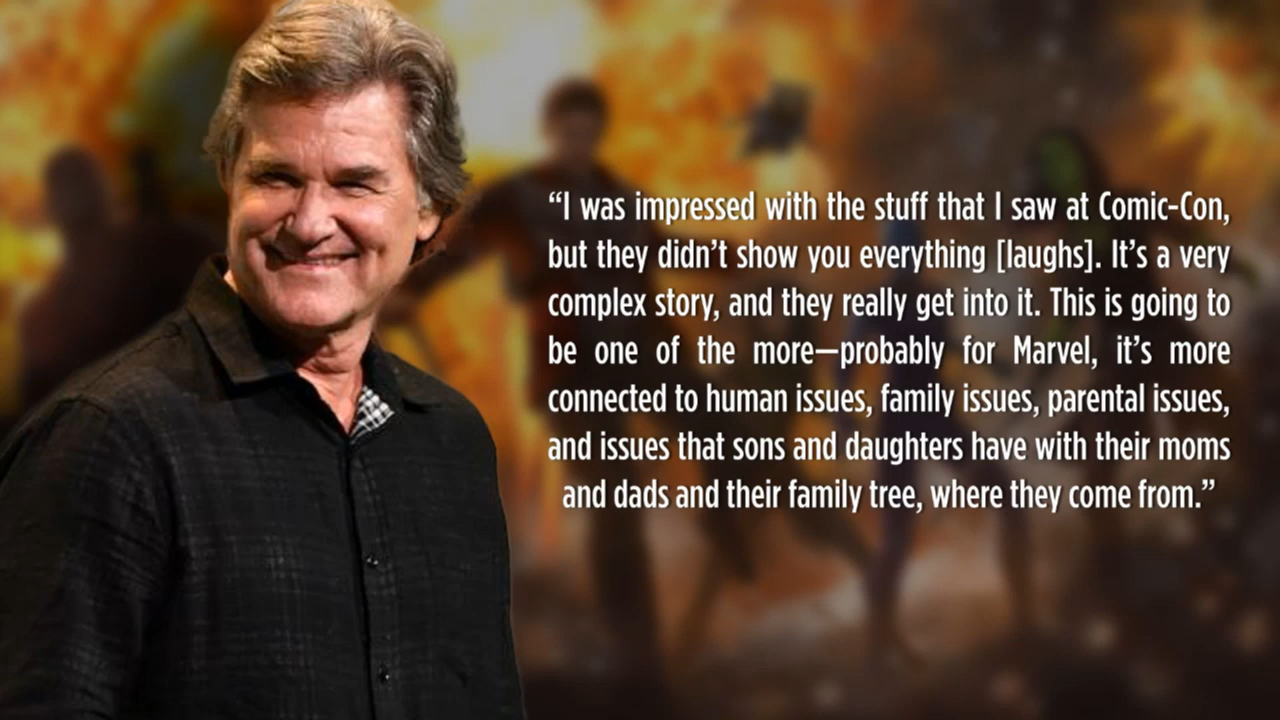 “I was impressed with the stuff that I saw at Comic-Con,
but they didn’t show you everything [laughs]. It’s a very
complex story, and they really get into it. This is going to
be one of the more—probably for Marvel, it’s more
connected to human issues, family issues, parental issues,
and issues that sons and daughters have with their moms
and dads and their family tree, where they come from.”